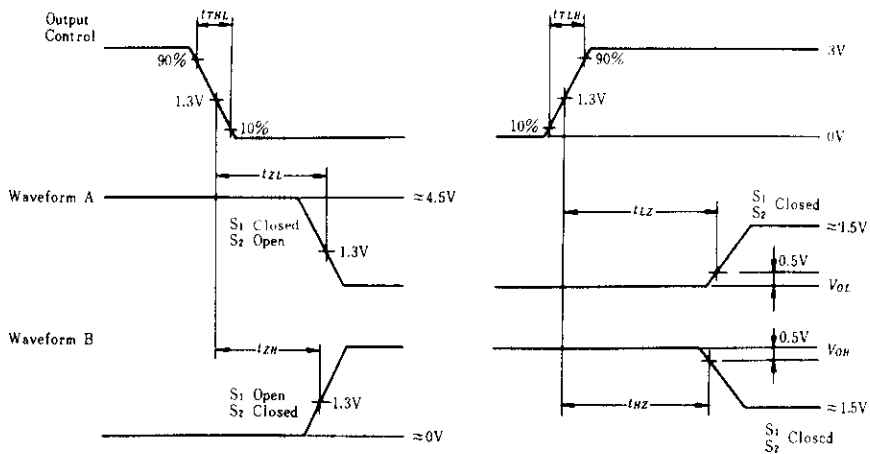 Output
Control
tTHL
90%
1.3V
10%
tTLH
3V
90%
1.3V
10%
0V
Waveform A
tZL
≈4.5V
S1 Closed
S2 Open
1.3V
tLZ
S1
S2 Closed
≈1.5V
0.5V
VOL
Waveform B
tZH
S1 Open
S2 Closed
1.3V
≈0V
0.5V
VOH
tHZ
≈1.5V
S1
S2 Closed